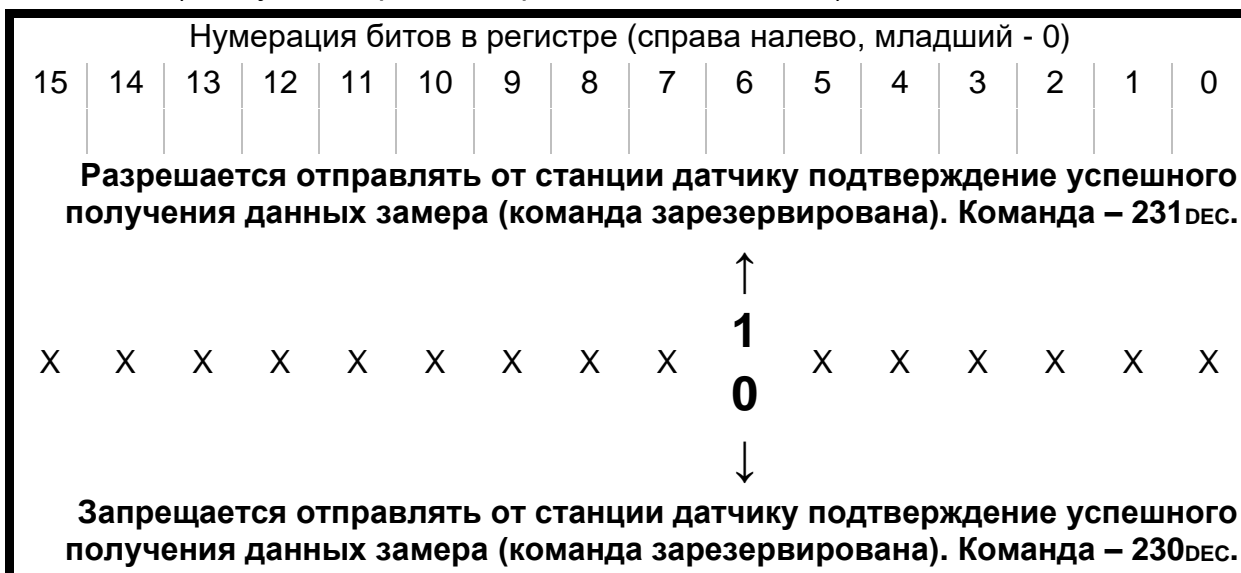 Нумерация битов в регистре (справа налево, младший - 0)
15 14 13 12 11 10 9 8 7 6 5 4 3 2 1 0
Разрешается отправлять от станции датчику подтверждение успешного
получения данных замера (команда зарезервирована). Команда – 231DEC.
↑
1
X X X X X X X X X X X X X X X
0
↓
Запрещается отправлять от станции датчику подтверждение успешного
получения данных замера (команда зарезервирована). Команда – 230DEC.